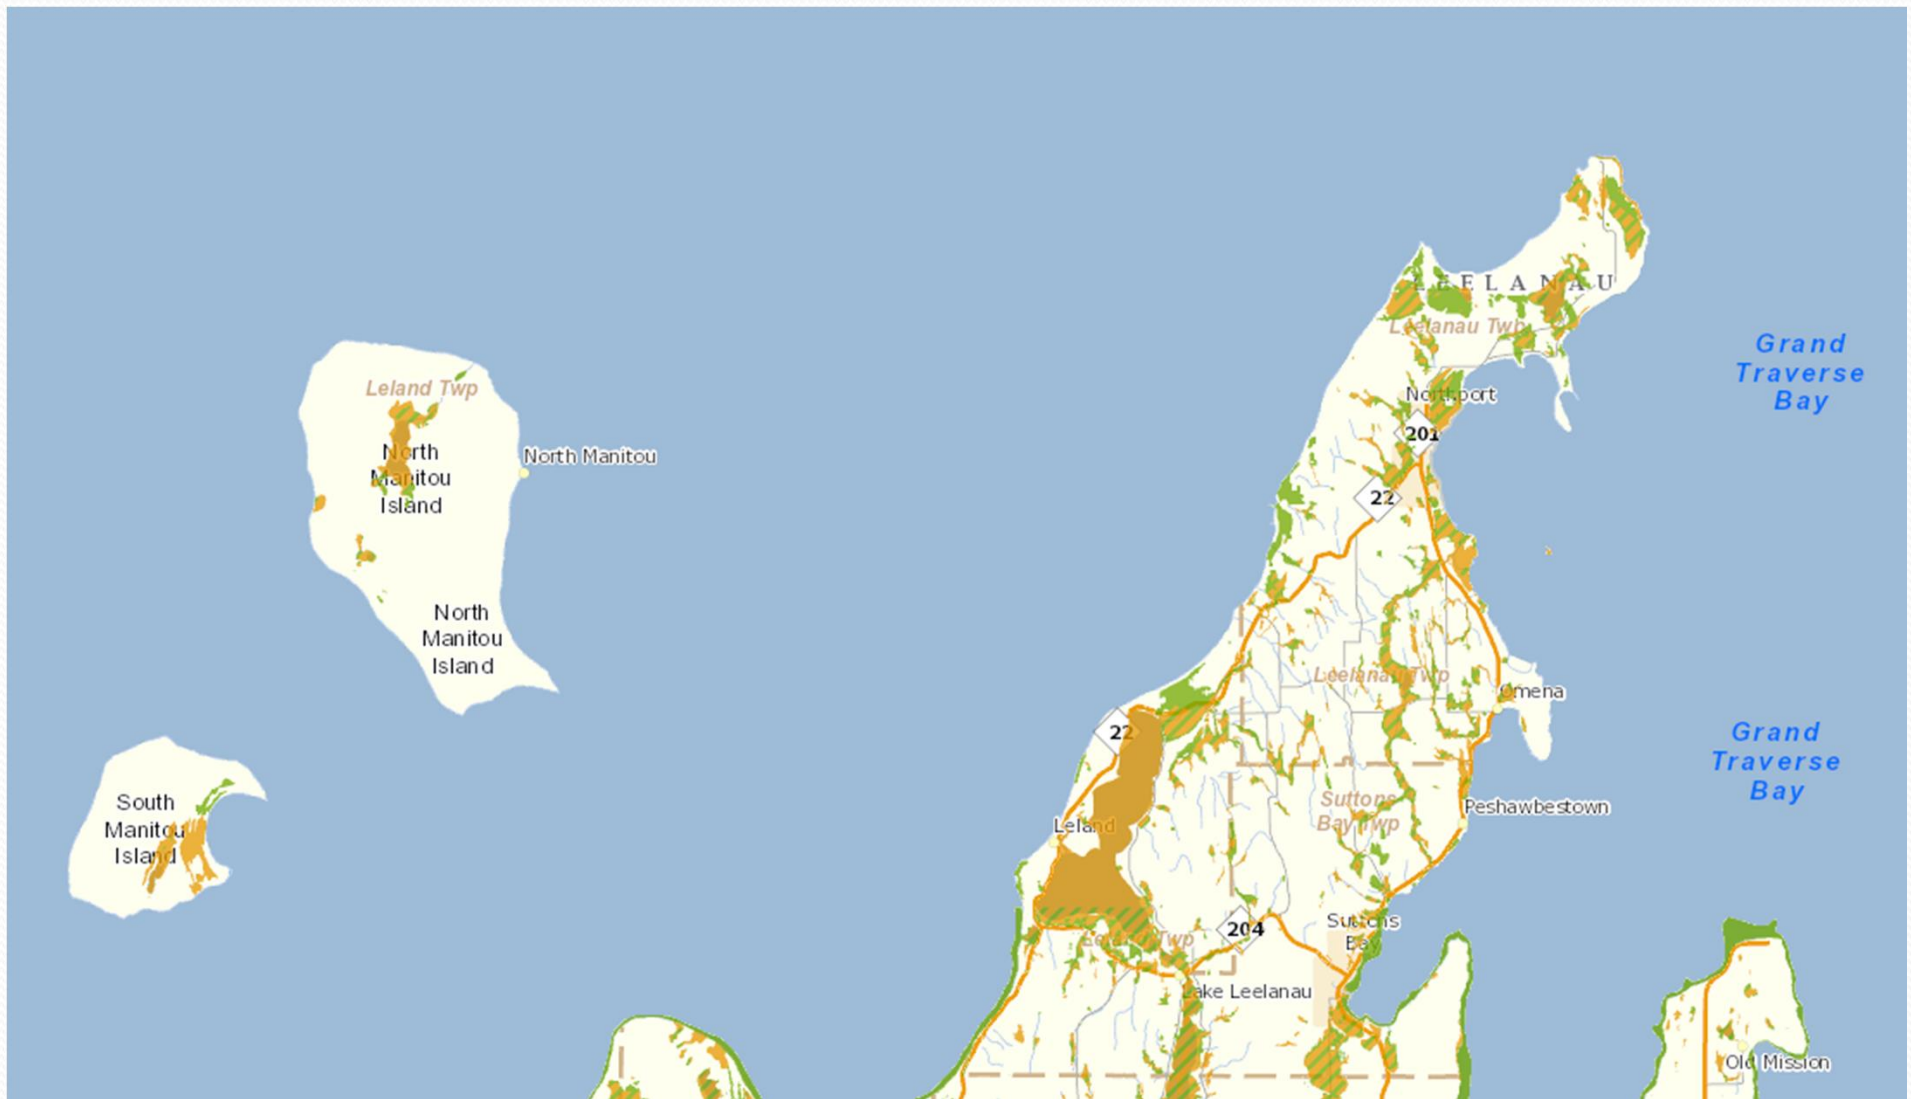 LEELANAU
Leelanau Twp
Grand
Traverse
Bay
Leland Twp
Northport
201
North
Manitou
Island
North Manitou
22
North
Manitou
Island
Leelanau Twp
Omena
22
Grand
Traverse
Bay
South
Manitou
Island
Suttons
Bay Twp
Peshawbestown
Leland
204
Suttons
Bay
Leland Twp
Lake Leelanau
Old Mission